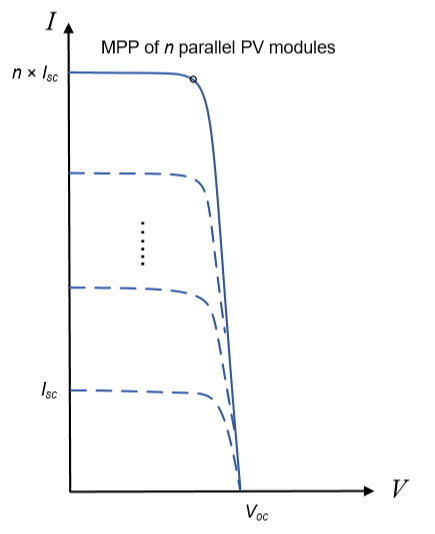 I
MPP of n parallel PV modules
n × Isc
Isc
V
Voc